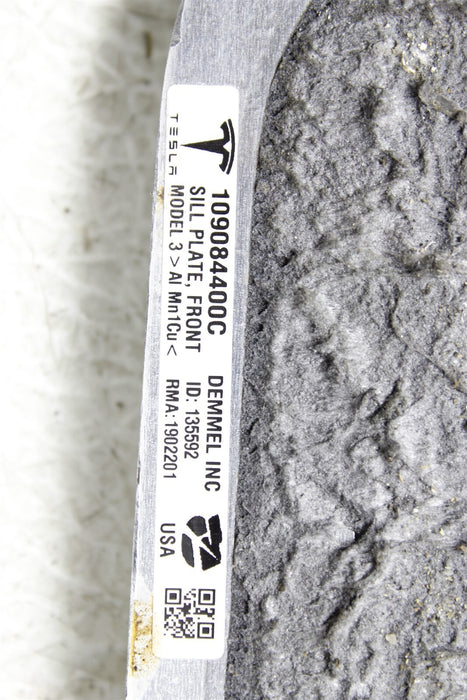 TESLA
109084400C
SILL PLATE, FRONT
MODEL 3 > Al Mn1Cu <
DEMMEL INC
ID: 135592
RMA: 1902201
USA